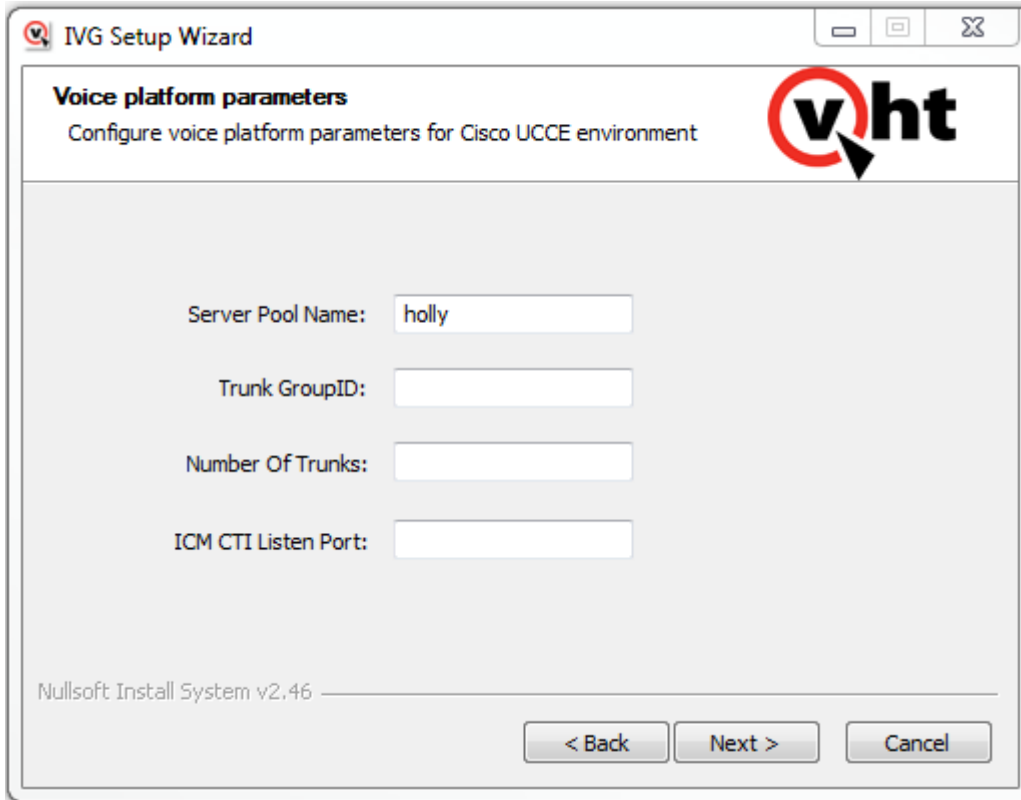 IVG Setup Wizard
Voice platform parameters
Configure voice platform parameters for Cisco UCCE environment
vht
Server Pool Name: holly
Trunk GroupID:
Number Of Trunks:
ICM CTI Listen Port:
Nullsoft Install System v2.46
< Back Next > Cancel